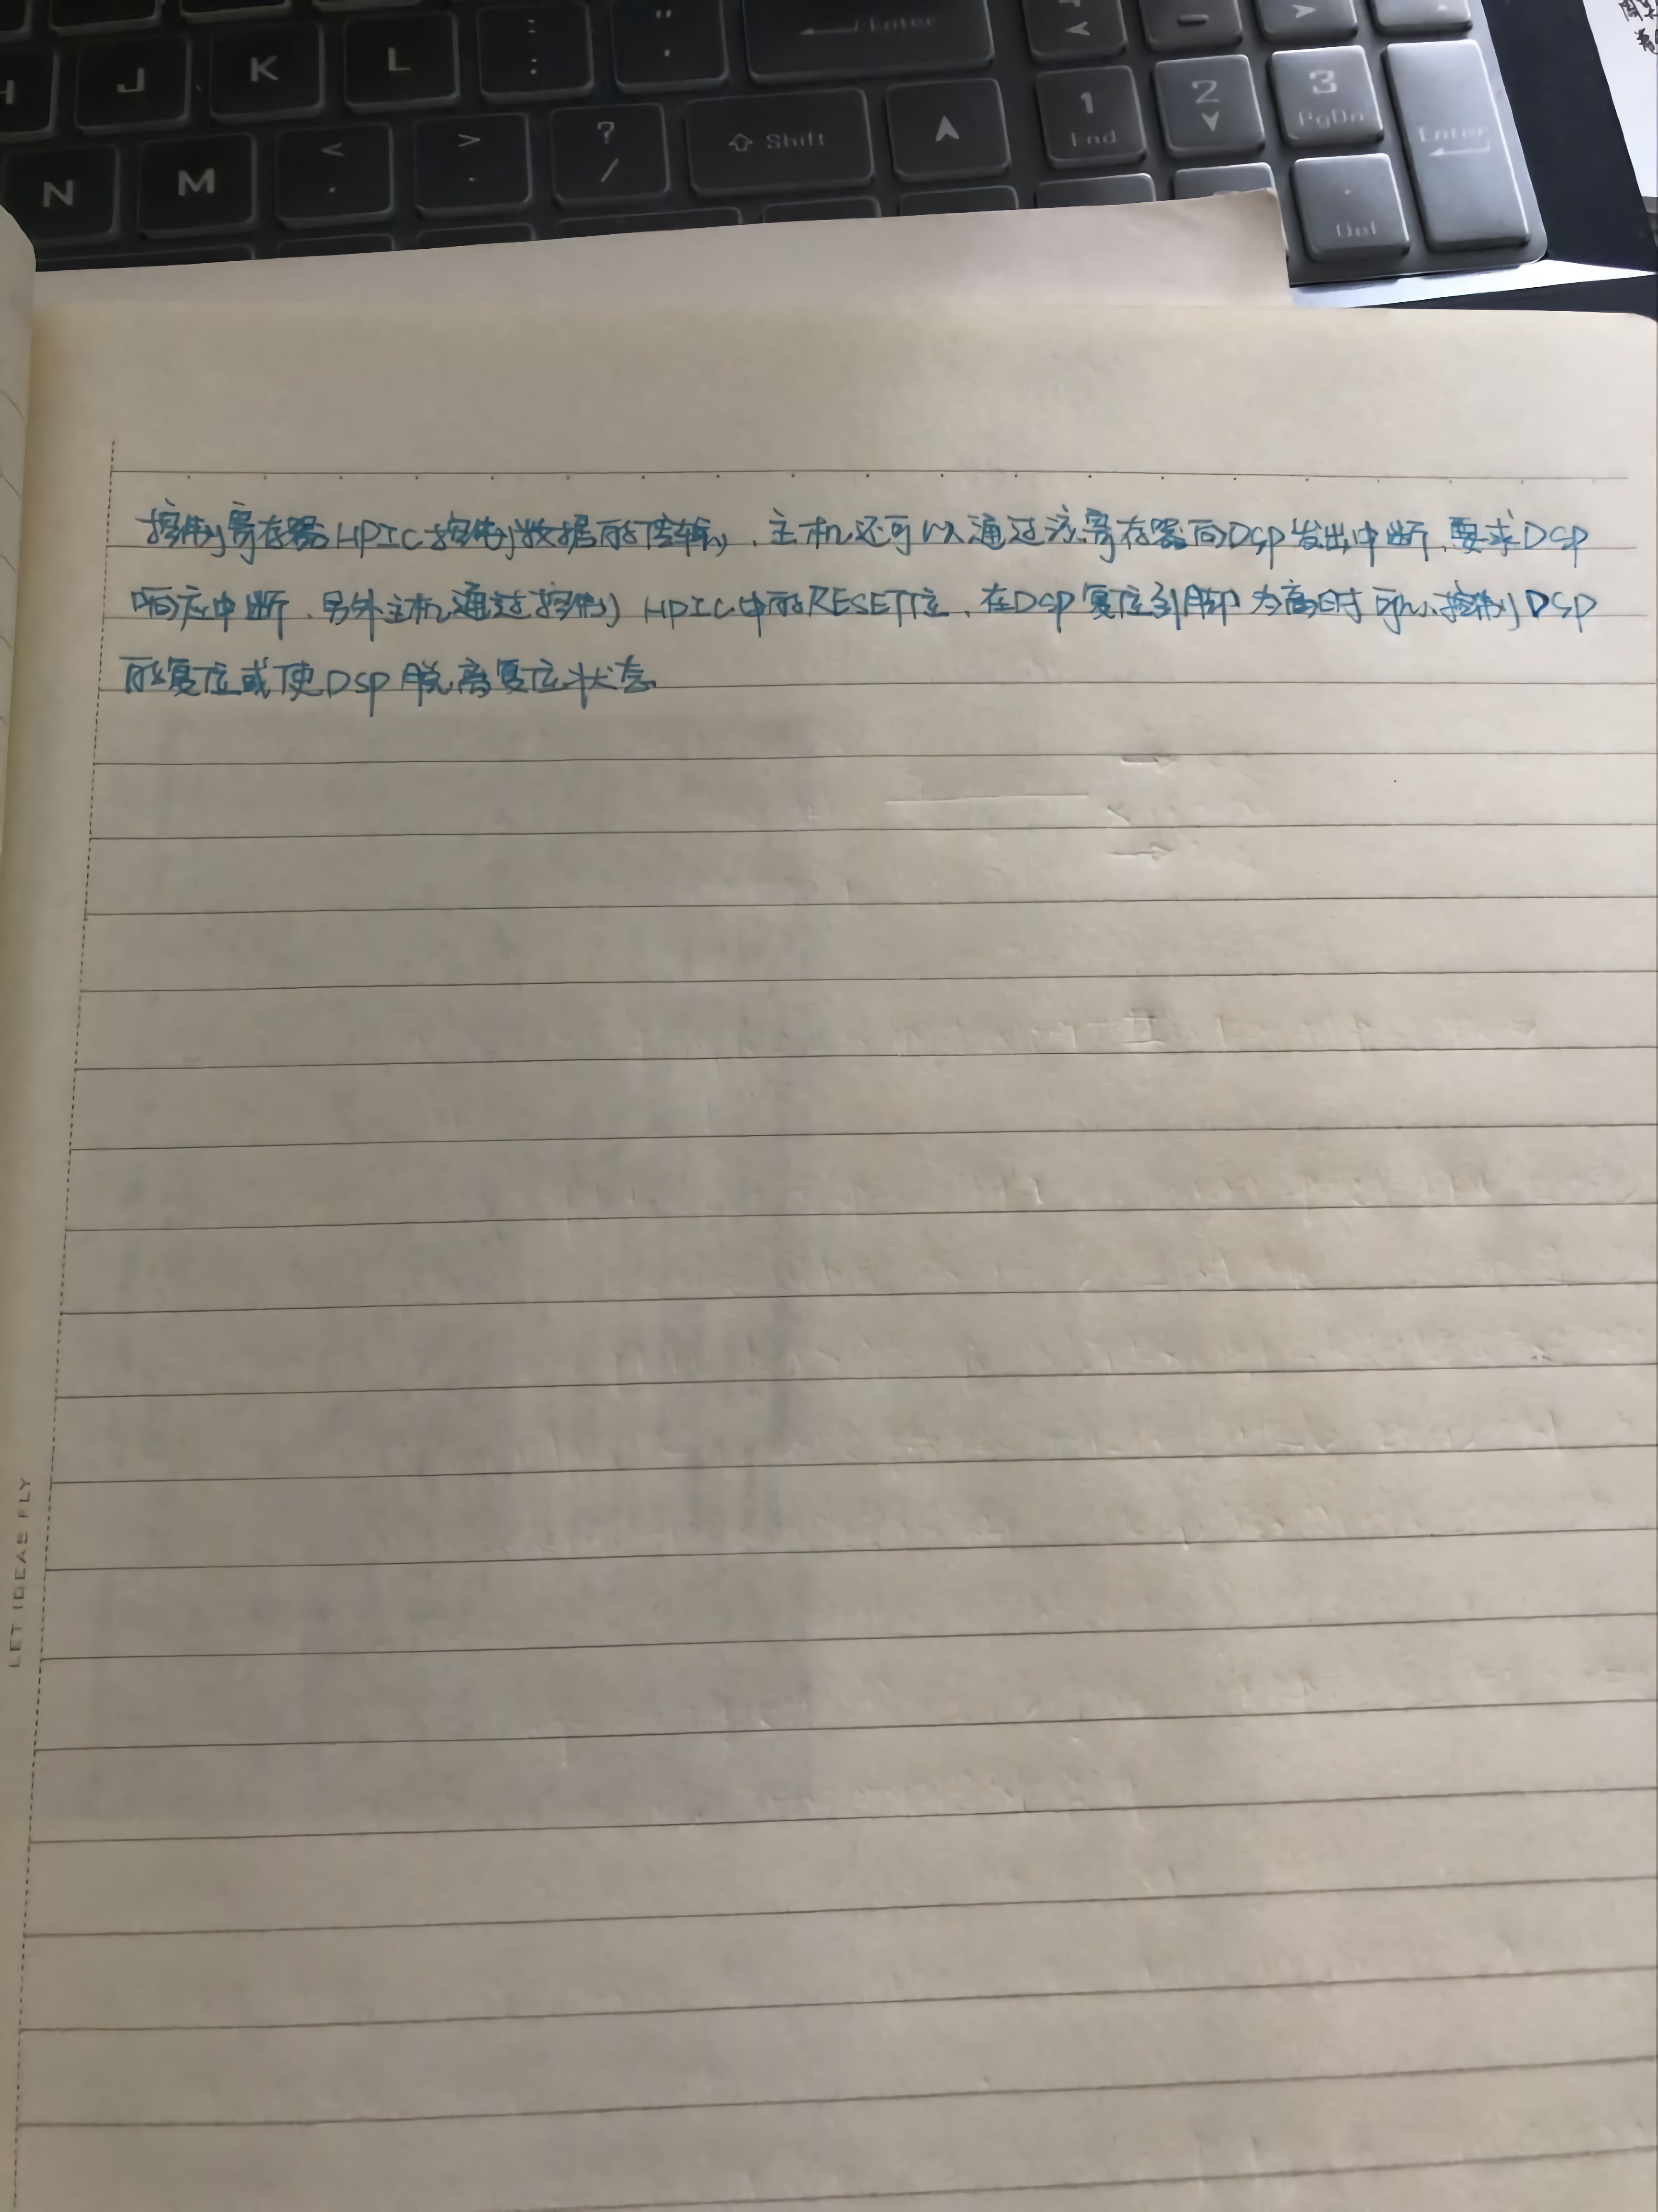 J K L : ; " ' Enter
N M < , > . ? / Shift 1 End 2 3 PgDn Enter
Del
控制寄存器HPIC控制数据的传输，主机还可以通过该寄存器向DSP发出中断，要求DSP
响应中断，另外主机通过控制HPIC中的RESET位，在DSP复位引脚为高时可以控制DSP
的复位或使DSP脱离复位状态
LET IDEAS FLY